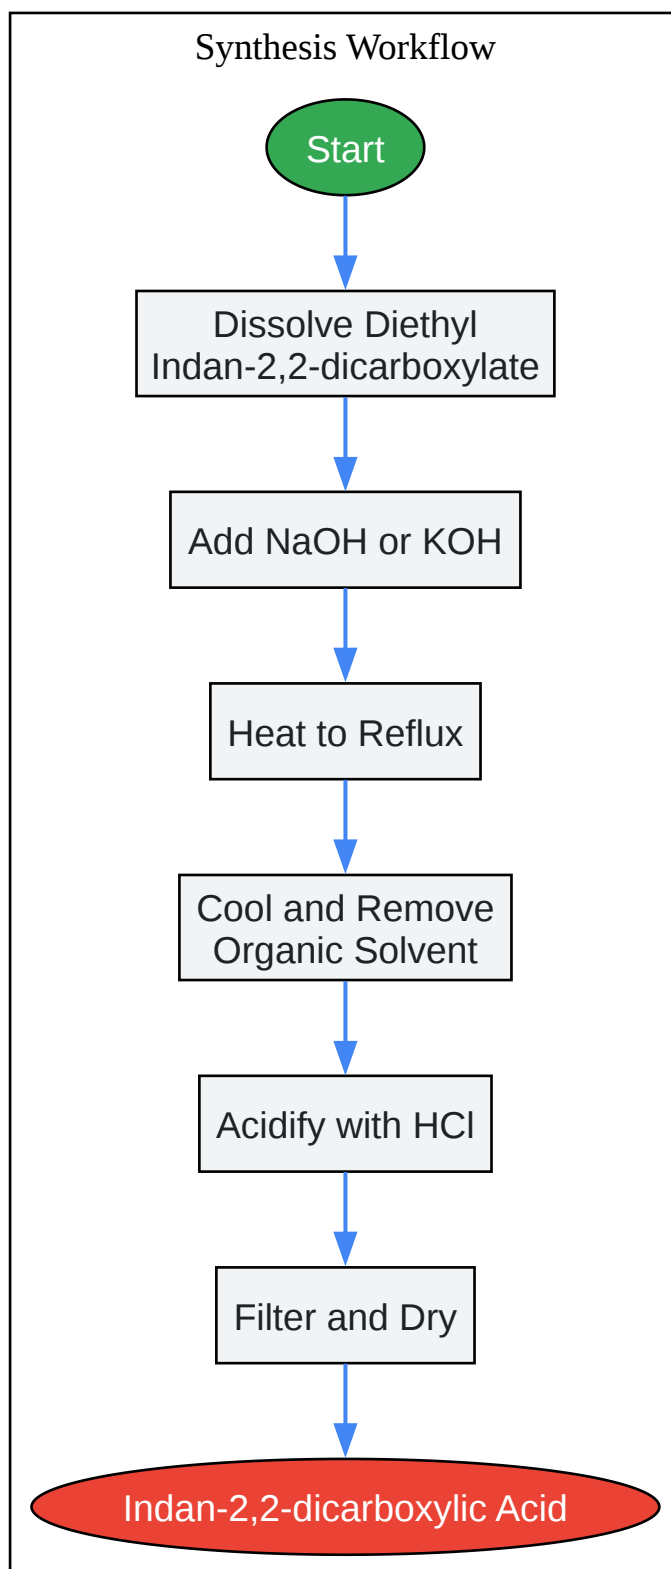 Synthesis Workflow
Start
Dissolve Diethyl
Indan-2,2-dicarboxylate
Add NaOH or KOH
Heat to Reflux
Cool and Remove
Organic Solvent
Acidify with HCl
Filter and Dry
Indan-2,2-dicarboxylic Acid